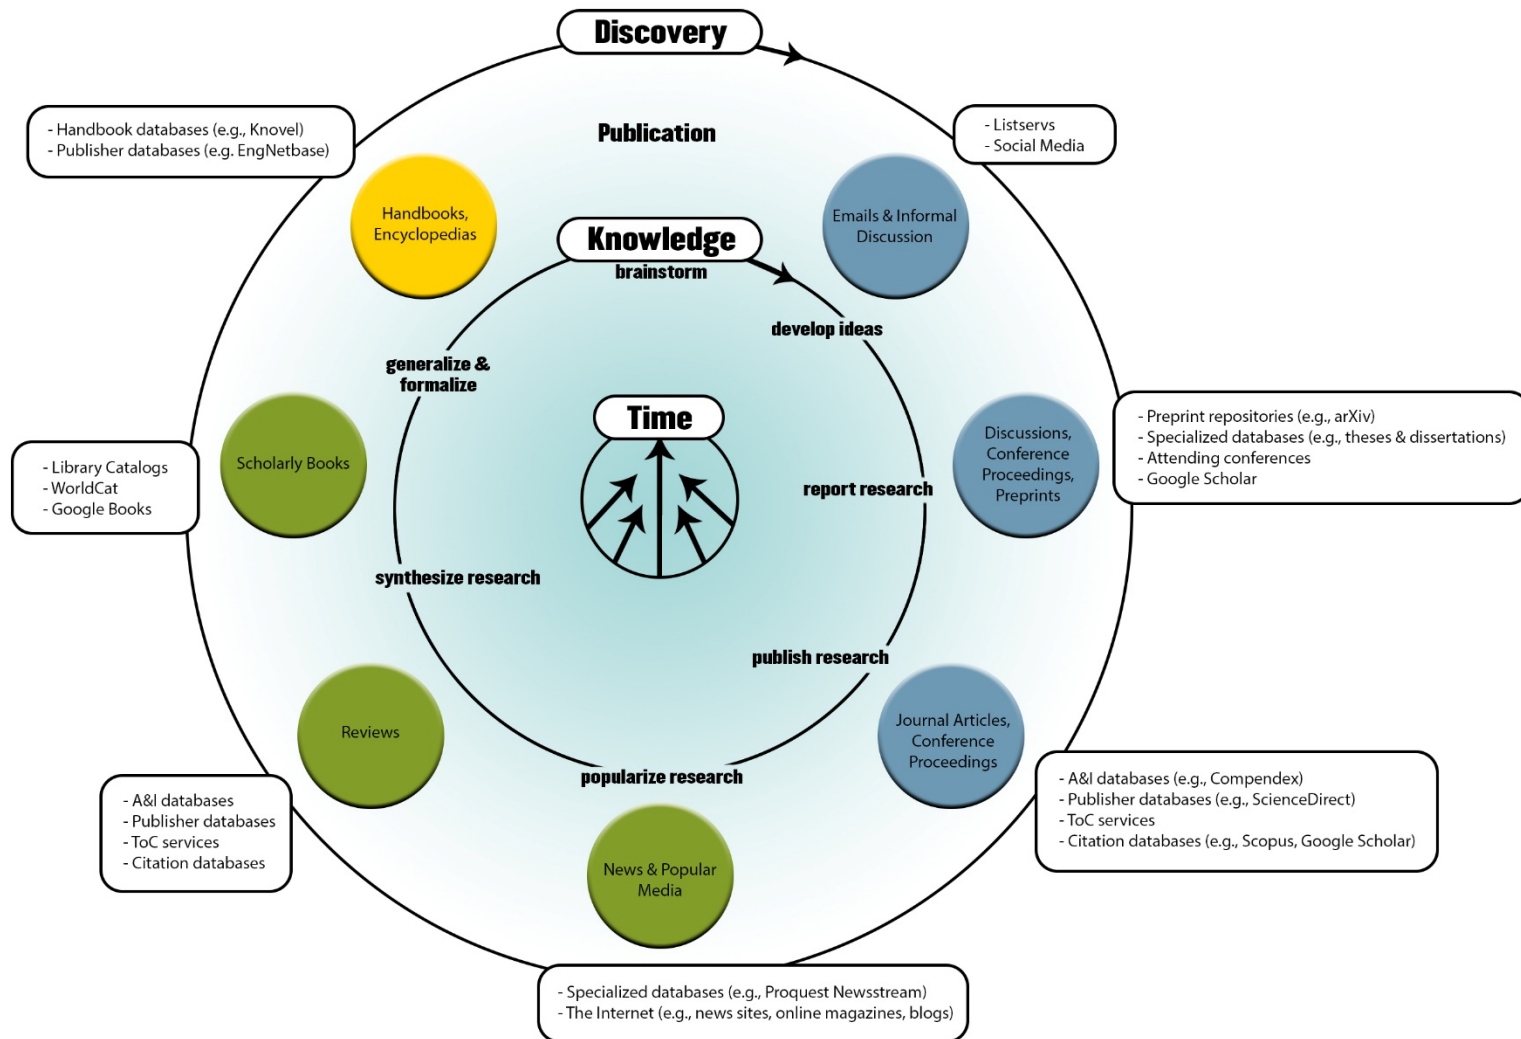 Discovery
Publication
- Handbook databases (e.g., Knovel)
- Publisher databases (e.g. EngNetbase)
- Listservs
- Social Media
Handbooks,
Encyclopedias
Emails & Informal
Discussion
Knowledge
brainstorm
develop ideas
generalize &
formalize
Time
Scholarly Books
- Library Catalogs
- WorldCat
- Google Books
Discussions,
Conference
Proceedings,
Preprints
- Preprint repositories (e.g., arXiv)
- Specialized databases (e.g., theses & dissertations)
- Attending conferences
- Google Scholar
report research
synthesize research
publish research
Reviews
- A&I databases
- Publisher databases
- ToC services
- Citation databases
Journal Articles,
Conference
Proceedings
- A&I databases (e.g., Compendex)
- Publisher databases (e.g., ScienceDirect)
- ToC services
- Citation databases (e.g., Scopus, Google Scholar)
popularize research
News & Popular
Media
- Specialized databases (e.g., Proquest Newsstream)
- The Internet (e.g., news sites, online magazines, blogs)